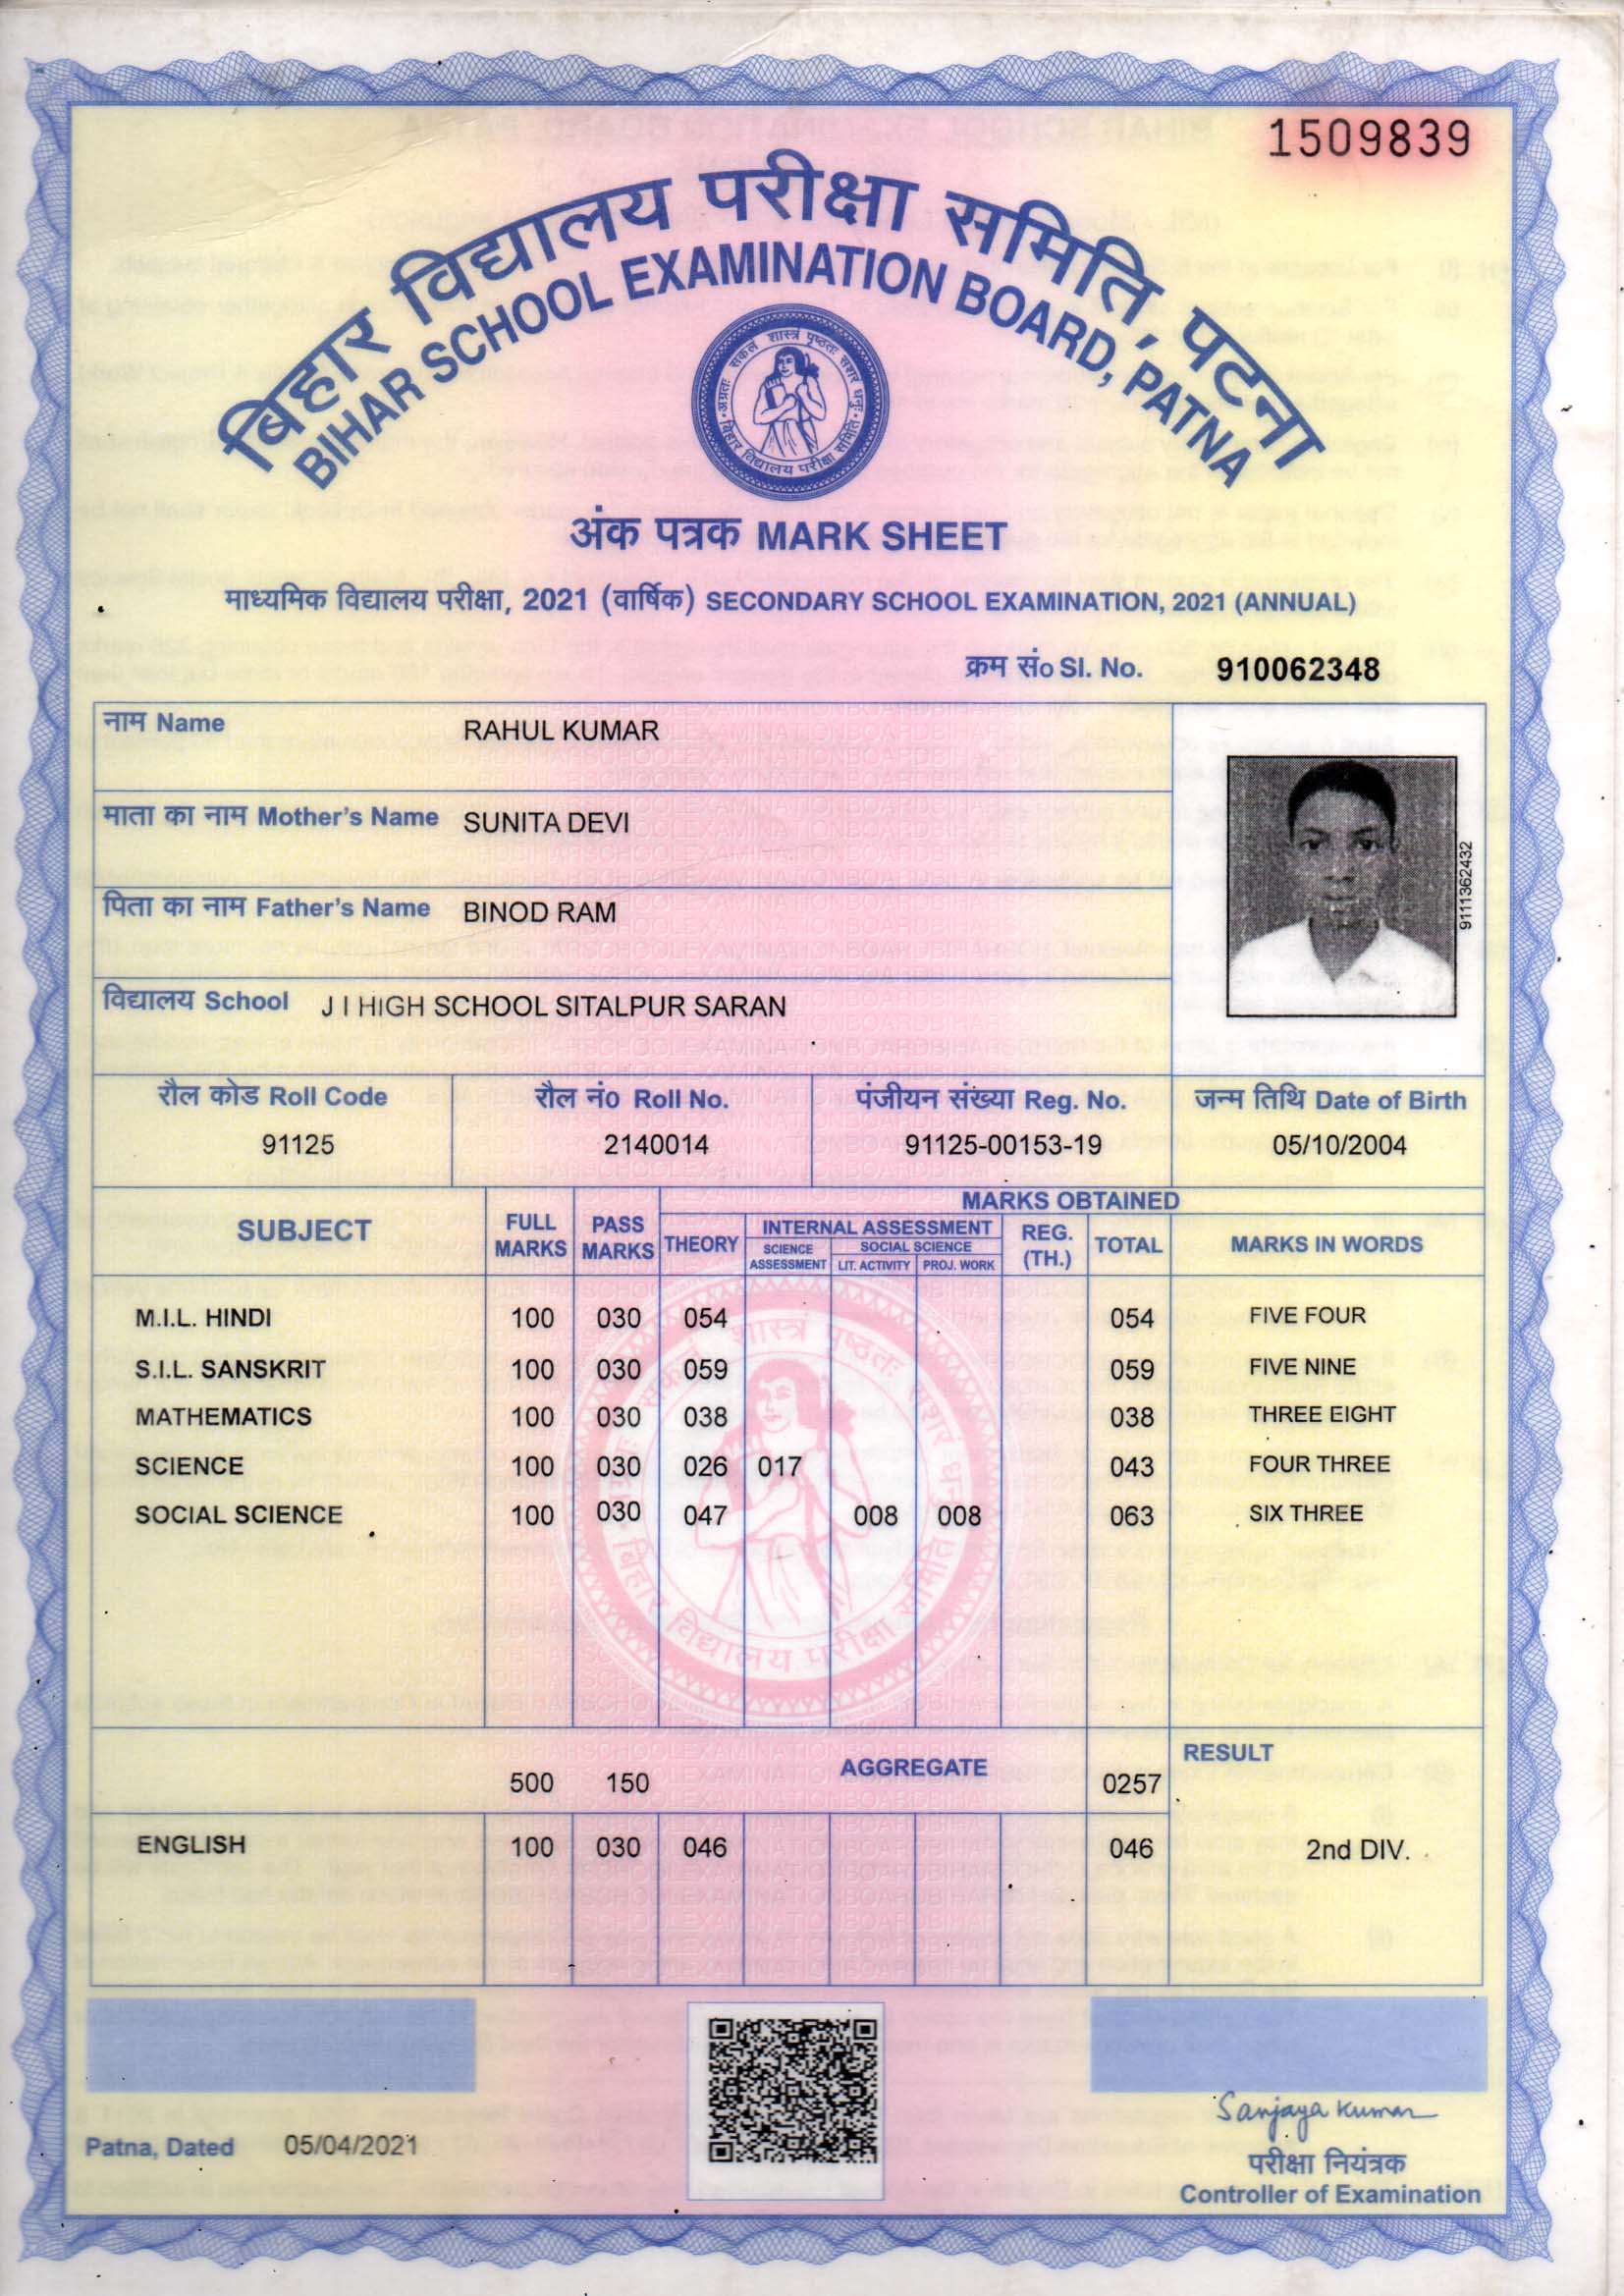 1509839
बिहार विद्यालय परीक्षा समिति, पटना
BIHAR SCHOOL EXAMINATION BOARD, PATNA
अंक पत्रक MARK SHEET
माध्यमिक विद्यालय परीक्षा, 2021 (वार्षिक) SECONDARY SCHOOL EXAMINATION, 2021 (ANNUAL)
क्रम सं० Sl. No. 910062348
नाम Name RAHUL KUMAR
माता का नाम Mother's Name SUNITA DEVI
पिता का नाम Father's Name BINOD RAM
9111362432
विद्यालय School J I HIGH SCHOOL SITALPUR SARAN
रौल कोड Roll Code रौल नं० Roll No. पंजीयन संख्या Reg. No. जन्म तिथि Date of Birth
91125 2140014 91125-00153-19 05/10/2004
SUBJECT FULL MARKS PASS MARKS MARKS OBTAINED
THEORY INTERNAL ASSESSMENT REG. (TH.) TOTAL MARKS IN WORDS
SCIENCE ASSESSMENT SOCIAL SCIENCE
LIT. ACTIVITY PROJ. WORK
M.I.L. HINDI 100 030 054 054 FIVE FOUR
S.I.L. SANSKRIT 100 030 059 059 FIVE NINE
MATHEMATICS 100 030 038 038 THREE EIGHT
SCIENCE 100 030 026 017 043 FOUR THREE
SOCIAL SCIENCE 100 030 047 008 008 063 SIX THREE
500 150 AGGREGATE 0257 RESULT
ENGLISH 100 030 046 046 2nd DIV.
Sanjaya Kumar
Patna, Dated 05/04/2021
परीक्षा नियंत्रक
Controller of Examination